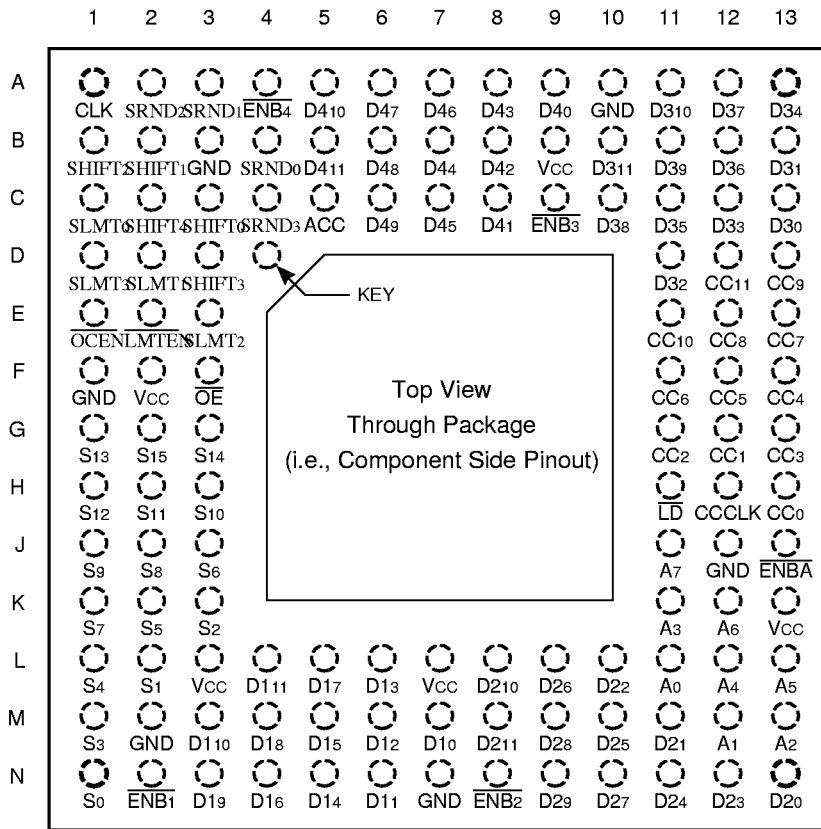 1 2 3 4 5 6 7 8 9 10 11 12 13
A
CLK SRND2 SRND1 ENB4 D410 D47 D46 D43 D40 GND D310 D37 D34
B
SHIFT2 SHIFT1 GND SRND0 D411 D48 D44 D42 VCC D311 D39 D36 D31
C
SLMT0 SHIFT4 SHIFT0 SRND3 ACC D49 D45 D41 ENB3 D38 D35 D33 D30
D
SLMT3 SLMT1 SHIFT3 D32 CC11 CC9
KEY
E
OCEN LMTEN SLMT2 CC10 CC8 CC7
F
GND VCC OE CC6 CC5 CC4
Top View
Through Package
(i.e., Component Side Pinout)
G
S13 S15 S14 CC2 CC1 CC3
H
S12 S11 S10 LD CCCLK CC0
J
S9 S8 S6 A7 GND ENBA
K
S7 S5 S2 A3 A6 VCC
L
S4 S1 VCC D111 D17 D13 VCC D210 D26 D22 A0 A4 A5
M
S3 GND D110 D18 D15 D12 D10 D211 D28 D25 D21 A1 A2
N
S0 ENB1 D19 D16 D14 D11 GND ENB2 D29 D27 D24 D23 D20